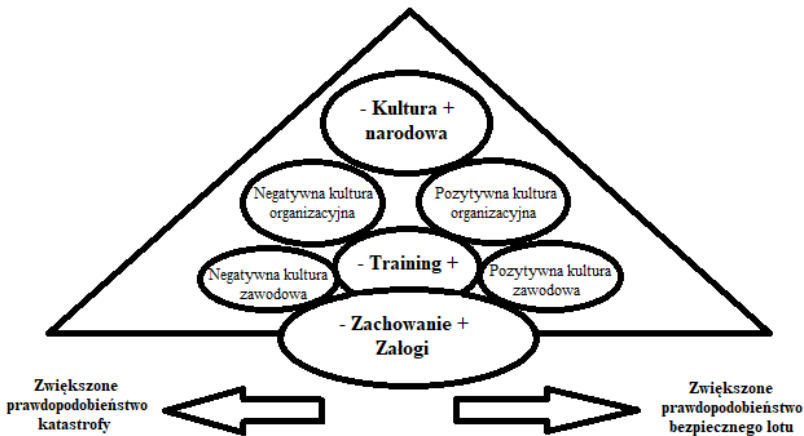 - Kultura +
narodowa
Negatywna kultura
organizacyjna
Pozytywna kultura
organizacyjna
- Training +
Negatywna kultura
zawodowa
Pozytywna kultura
zawodowa
- Zachowanie +
Załogi
Zwiększone
prawdopodobieństwo
katastrofy
Zwiększone
prawdopodobieństwo
bezpiecznego lotu